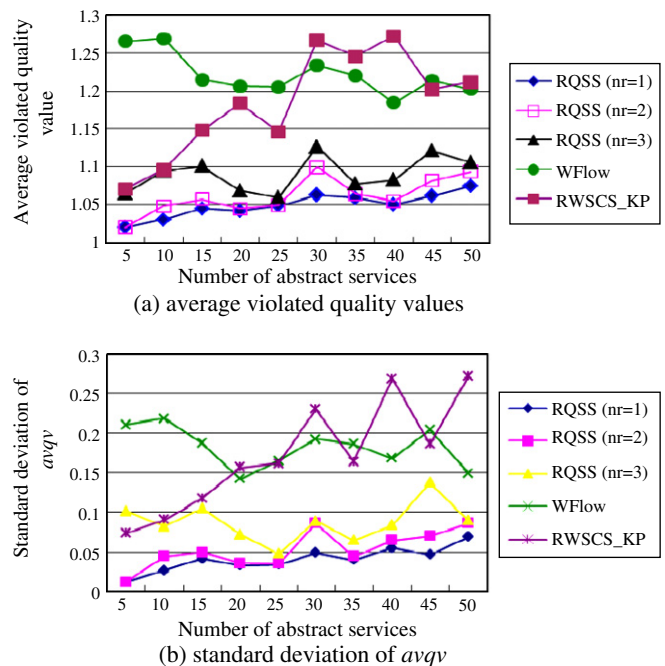 1.3
1.25
1.2
1.15
1.1
1.05
1
Average violated quality
value
5 10 15 20 25 30 35 40 45 50
Number of abstract services
RQSS (nr=1)
RQSS (nr=2)
RQSS (nr=3)
WFlow
RWSCS_KP
(a) average violated quality values
0.3
0.25
0.2
0.15
0.1
0.05
0
Standard deviation of
avqv
5 10 15 20 25 30 35 40 45 50
Number of abstract services
RQSS (nr=1)
RQSS (nr=2)
RQSS (nr=3)
WFlow
RWSCS_KP
(b) standard deviation of avqv